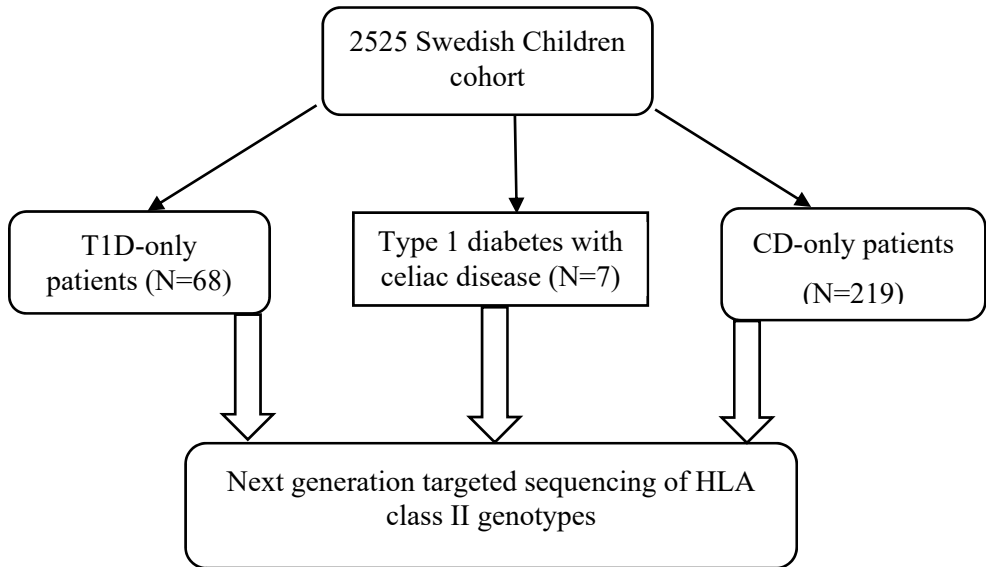 2525 Swedish Children
cohort
T1D-only
patients (N=68)
Type 1 diabetes with
celiac disease (N=7)
CD-only patients
(N=219)
Next generation targeted sequencing of HLA
class II genotypes